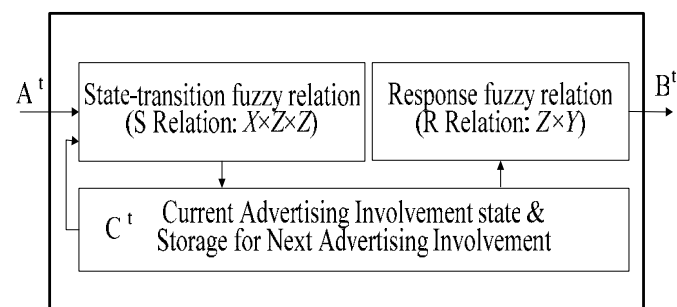 A^t
State-transition fuzzy relation
(S Relation: X×Z×Z)
Response fuzzy relation
(R Relation: Z×Y)
B^t
C^t
Current Advertising Involvement state &
Storage for Next Advertising Involvement